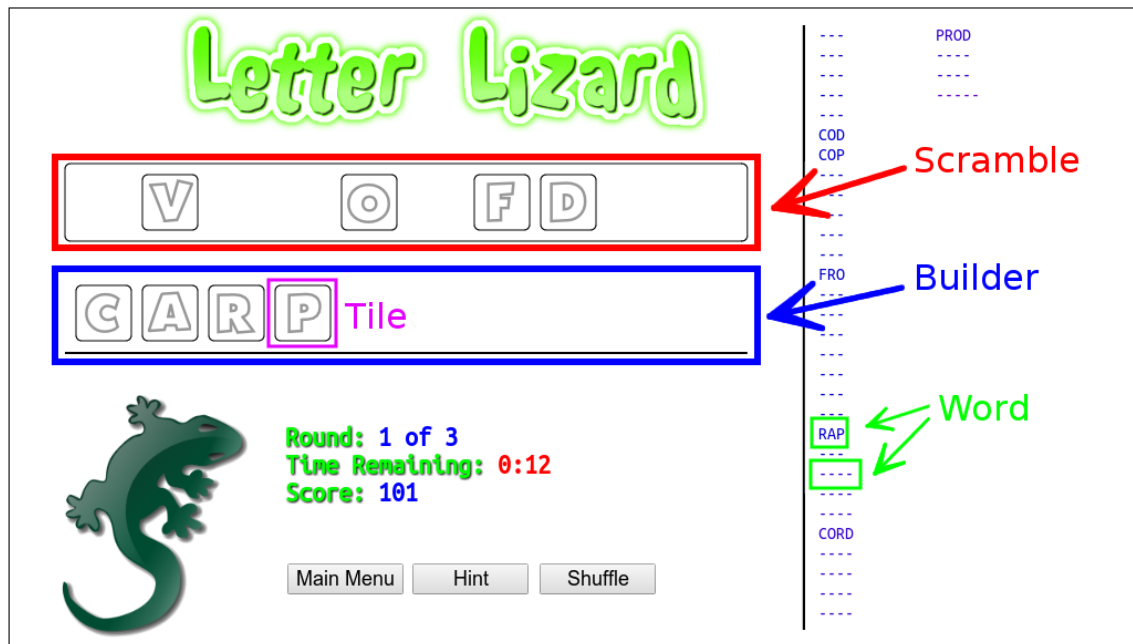 Letter Lizard
V O F D
C A R P
Tile
Round: 1 of 3
Time Remaining: 0:12
Score: 101
Main Menu Hint Shuffle
---
---
---
---
---
COD
COP
---
---
---
---
---
FRO
---
---
---
---
---
---
---
RAP
---
----
----
----
CORD
----
----
----
----
PROD
----
----
-----
Scramble
Builder
Word